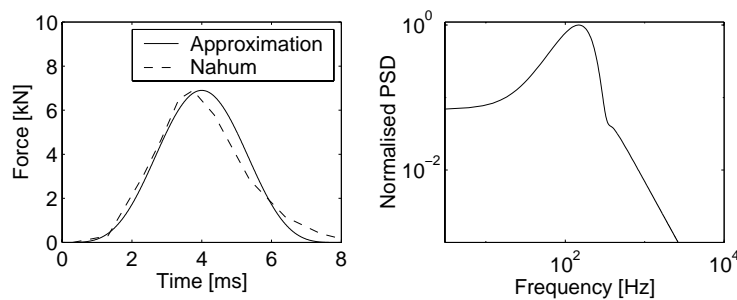 10
8
6
4
2
0
Force [kN]
0 2 4 6 8
Time [ms]
Approximation
Nahum
10^0
10^-2
Normalised PSD
10^2 10^4
Frequency [Hz]